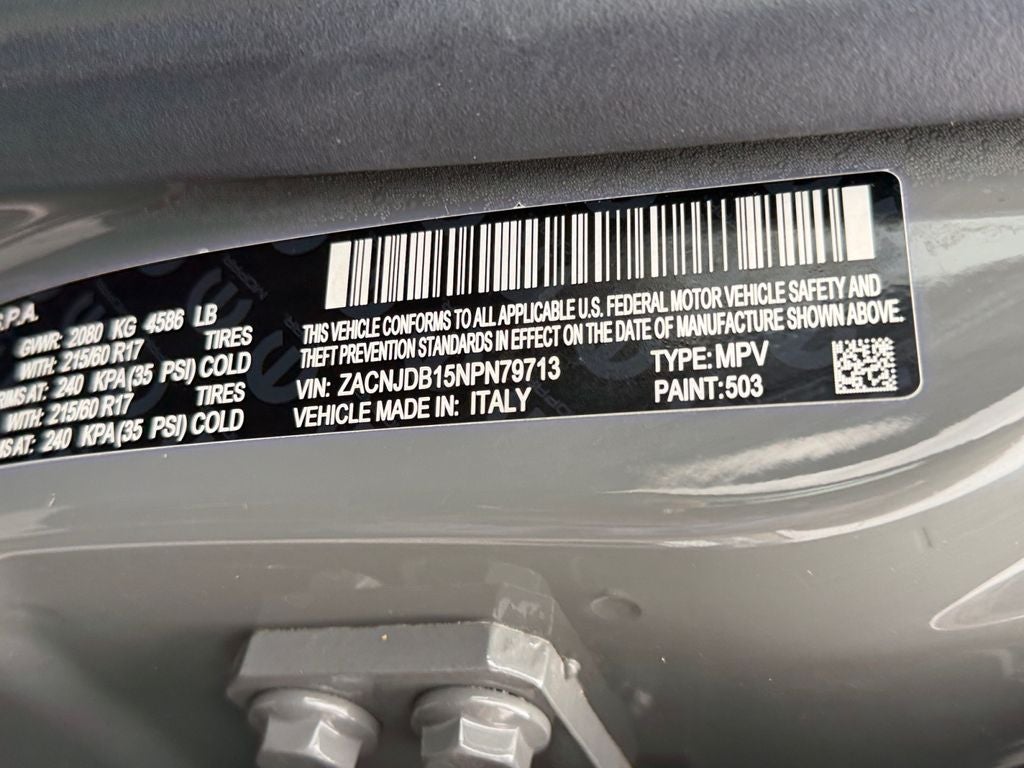 S.P.A.
GVWR: 2080 KG 4586 LB
WITH: 215/60 R17 TIRES
RIMS AT: 240 KPA(35 PSI) COLD
WITH: 215/60 R17 TIRES
MS AT: 240 KPA(35 PSI) COLD
THIS VEHICLE CONFORMS TO ALL APPLICABLE U.S. FEDERAL MOTOR VEHICLE SAFETY AND
THEFT PREVENTION STANDARDS IN EFFECT ON THE DATE OF MANUFACTURE SHOWN ABOVE.
VIN: ZACNJDB15NPN79713 TYPE: MPV
VEHICLE MADE IN: ITALY PAINT: 503